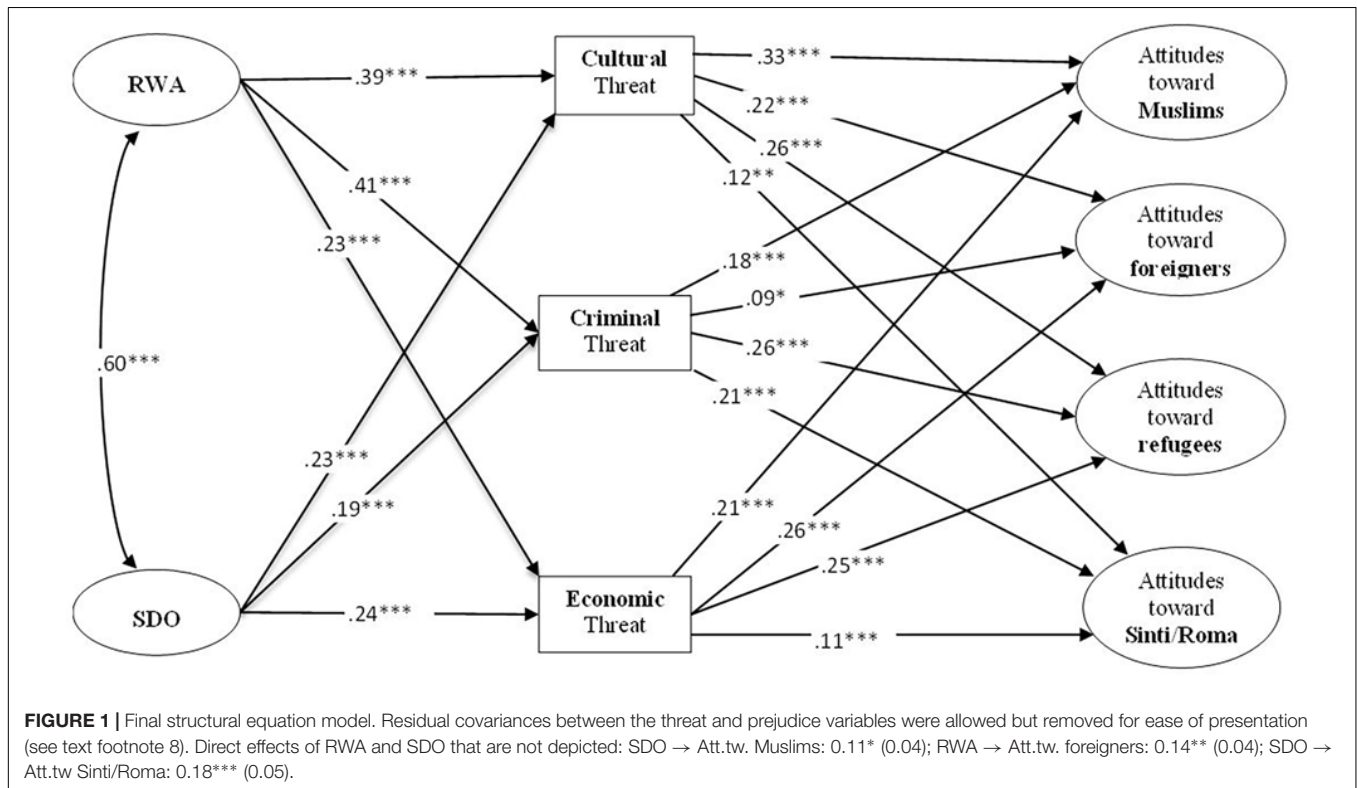 RWA
SDO
.60***
.39***
.41***
.23***
.23***
.19***
.24***
Cultural
Threat
Criminal
Threat
Economic
Threat
.33***
.22***
.26***
.12**
.18***
.09*
.26***
.21***
.21***
.26***
.25***
.11***
Attitudes
toward
Muslims
Attitudes
toward
foreigners
Attitudes
toward
refugees
Attitudes
toward
Sinti/Roma
FIGURE 1 | Final structural equation model. Residual covariances between the threat and prejudice variables were allowed but removed for ease of presentation
(see text footnote 8). Direct effects of RWA and SDO that are not depicted: SDO → Att.tw. Muslims: 0.11* (0.04); RWA → Att.tw. foreigners: 0.14** (0.04); SDO →
Att.tw Sinti/Roma: 0.18*** (0.05).